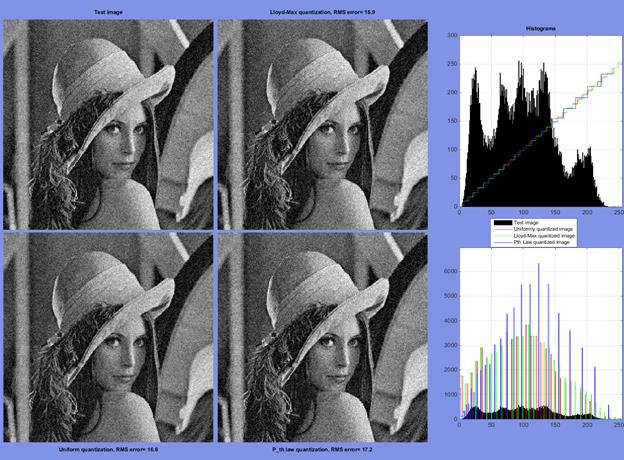 Test image
Lloyd-Max quantization, RMS error= 16.9
Histograms
300
250
200
150
100
50
0
0 50 100 150 200 250
Test image
Uniformly quantized image
Lloyd-Max quantized image
Pth Law quantized image
6000
5000
4000
3000
2000
1000
0
0 50 100 150 200 250
Uniform quantization, RMS error= 16.6
P_th law quantization, RMS error= 17.2